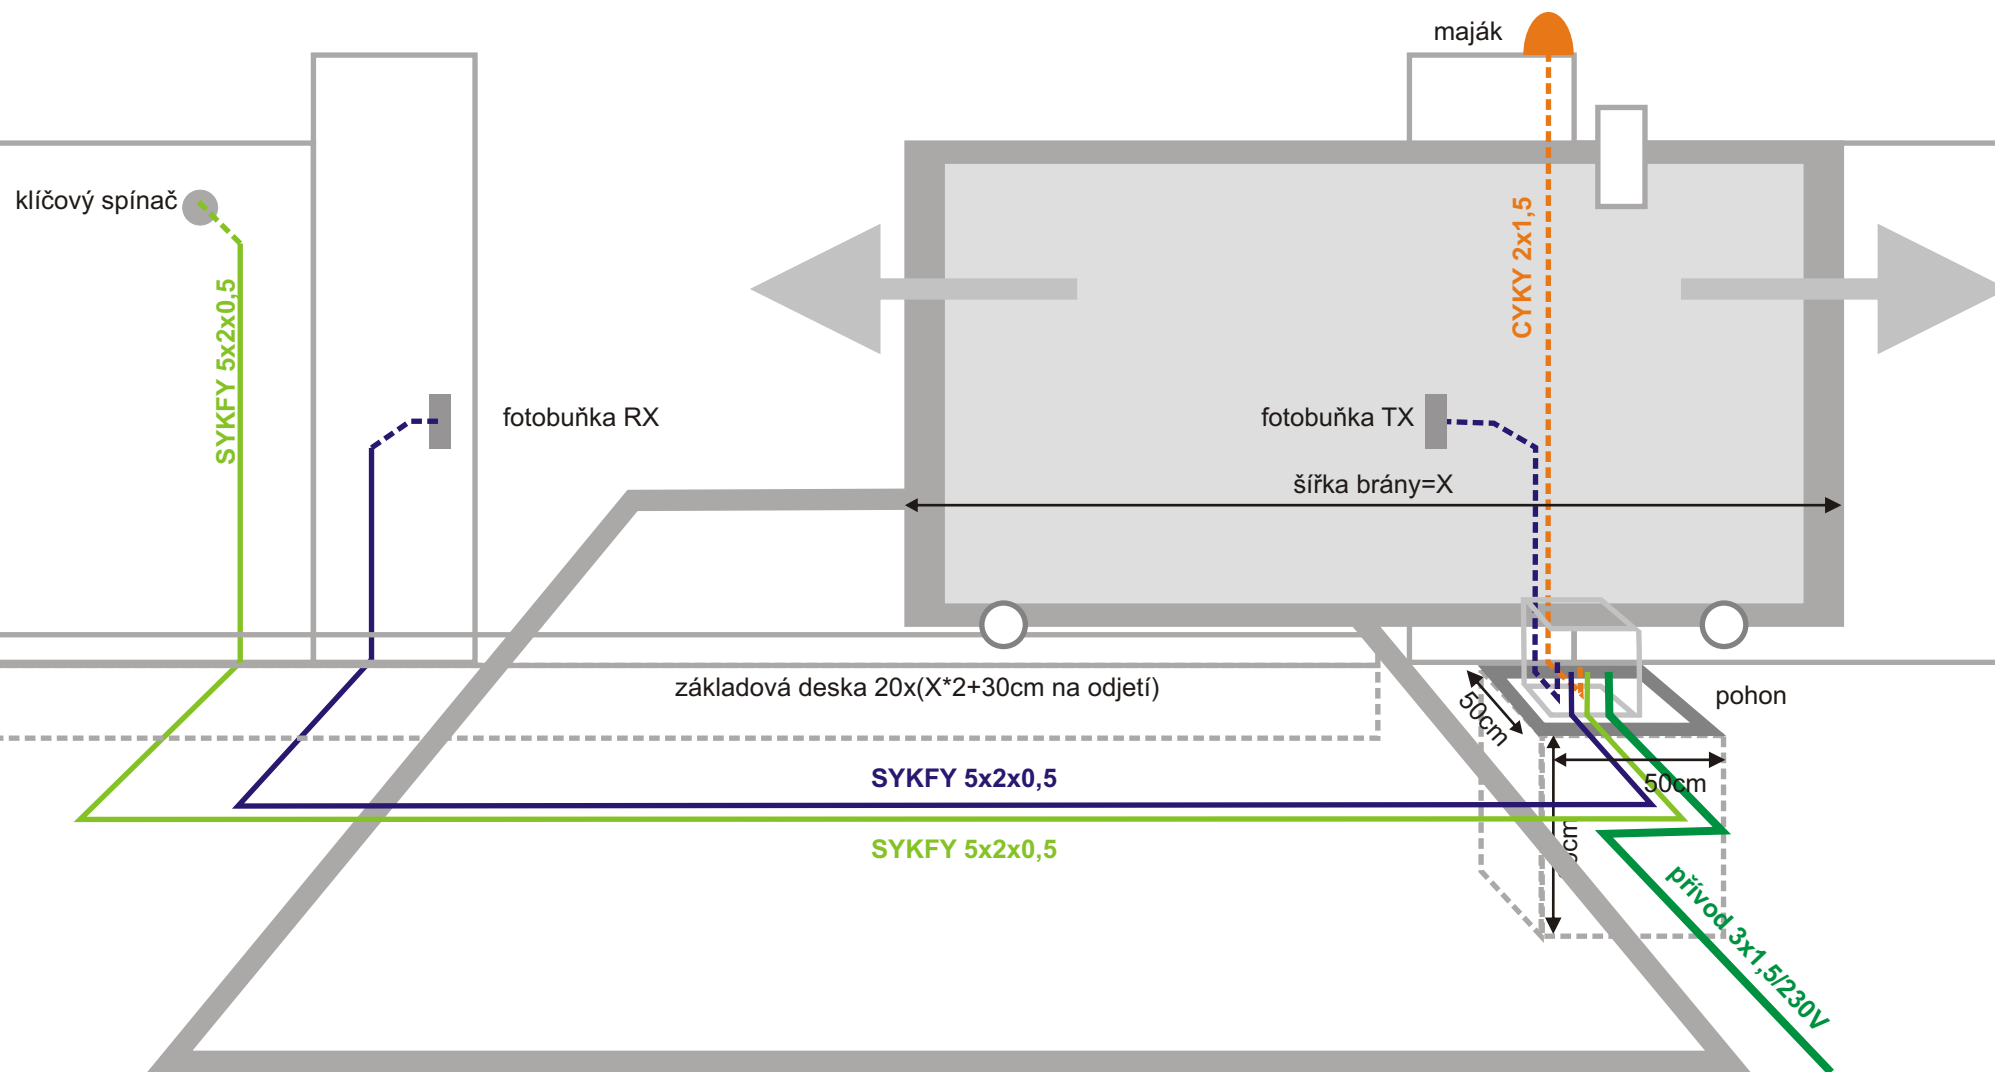 maják
klíčový spínač
CYKY 2x1,5
SYKFY 5x2x0,5
fotobuňka RX
fotobuňka TX
šířka brány=X
základová deska 20x(X*2+30cm na odjetí)
pohon
50cm
50cm
SYKFY 5x2x0,5
SYKFY 5x2x0,5
přívod 3x1,5/230V